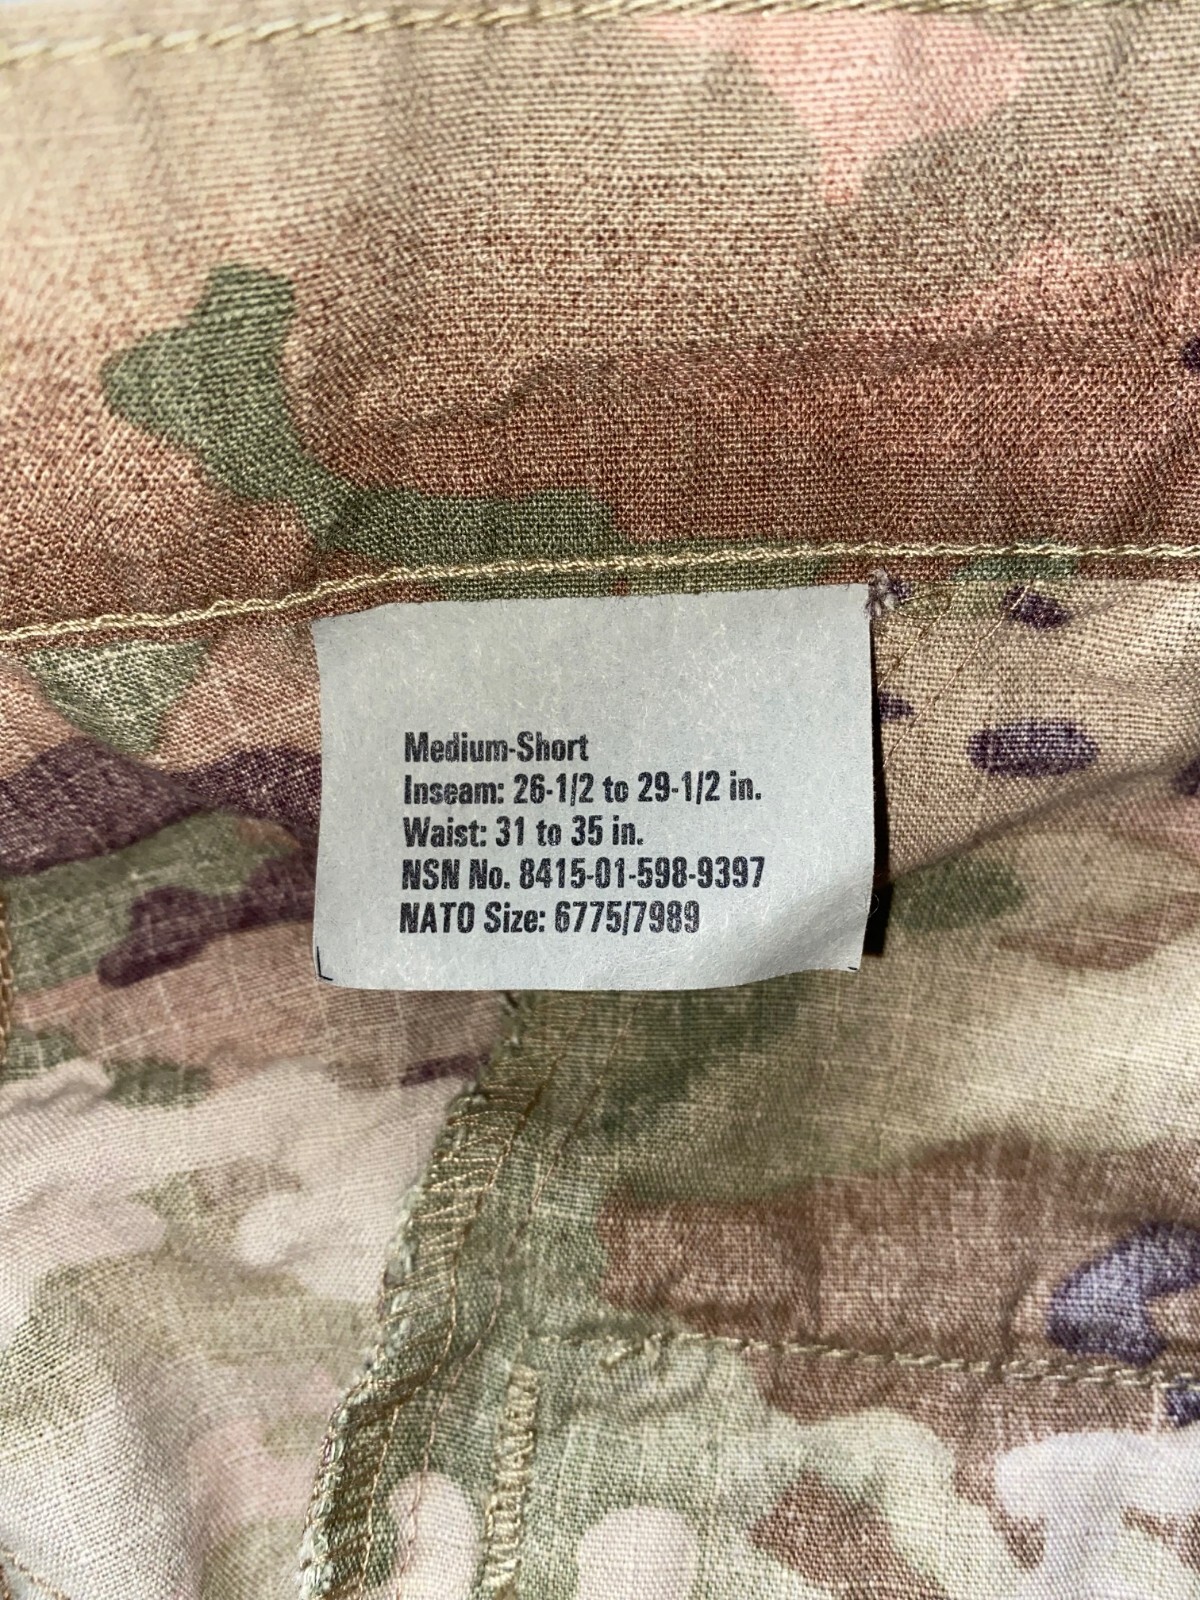 Medium-Short
Inseam: 26-1/2 to 29-1/2 in.
Waist: 31 to 35 in.
NSN No. 8415-01-598-9397
NATO Size: 6775/7989